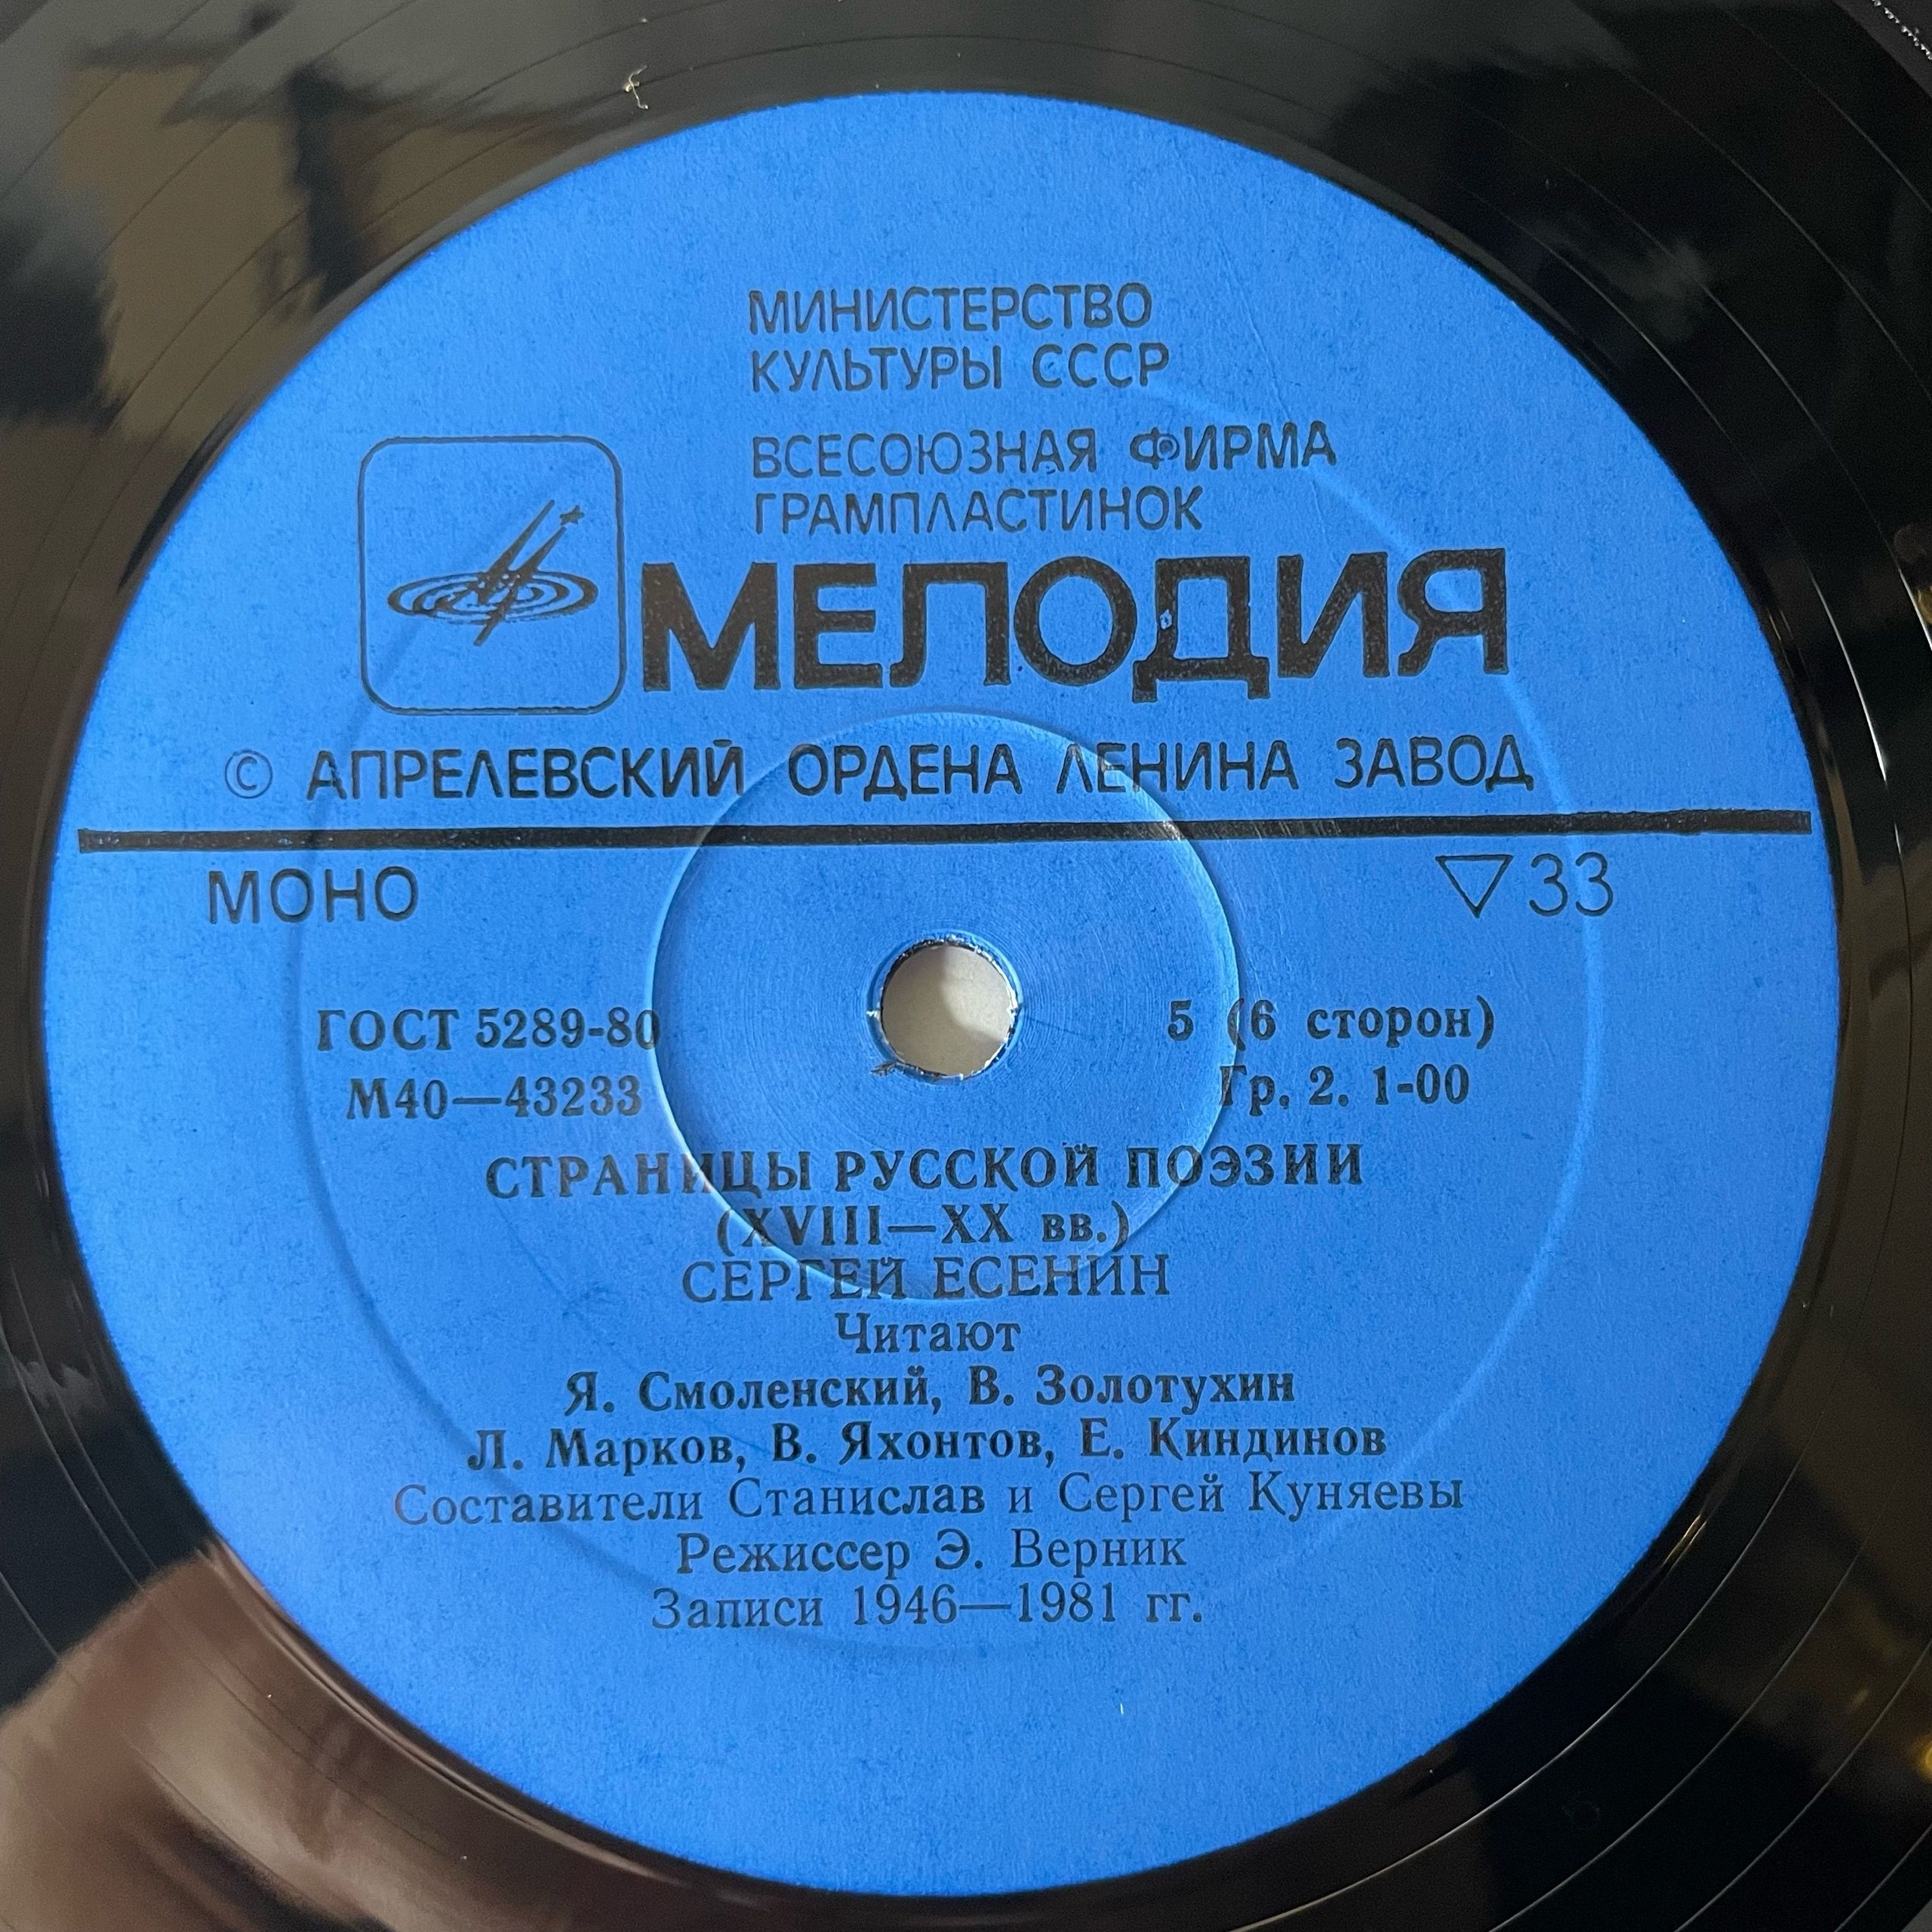 МИНИСТЕРСТВО
КУЛЬТУРЫ СССР
ВСЕСОЮЗНАЯ ФИРМА
ГРАМПЛАСТИНОК
МЕЛОДИЯ
© АПРЕЛЕВСКИЙ ОРДЕНА ЛЕНИНА ЗАВОД
МОНО ▽33
ГОСТ 5289-80 5 (6 сторон)
М40—43233 Гр. 2. 1-00
СТРАНИЦЫ РУССКОЙ ПОЭЗИИ
(XVIII—XX вв.)
СЕРГЕЙ ЕСЕНИН
Читают
Я. Смоленский, В. Золотухин
Л. Марков, В. Яхонтов, Е. Киндинов
Составители Станислав и Сергей Куняевы
Режиссер Э. Верник
Записи 1946—1981 гг.